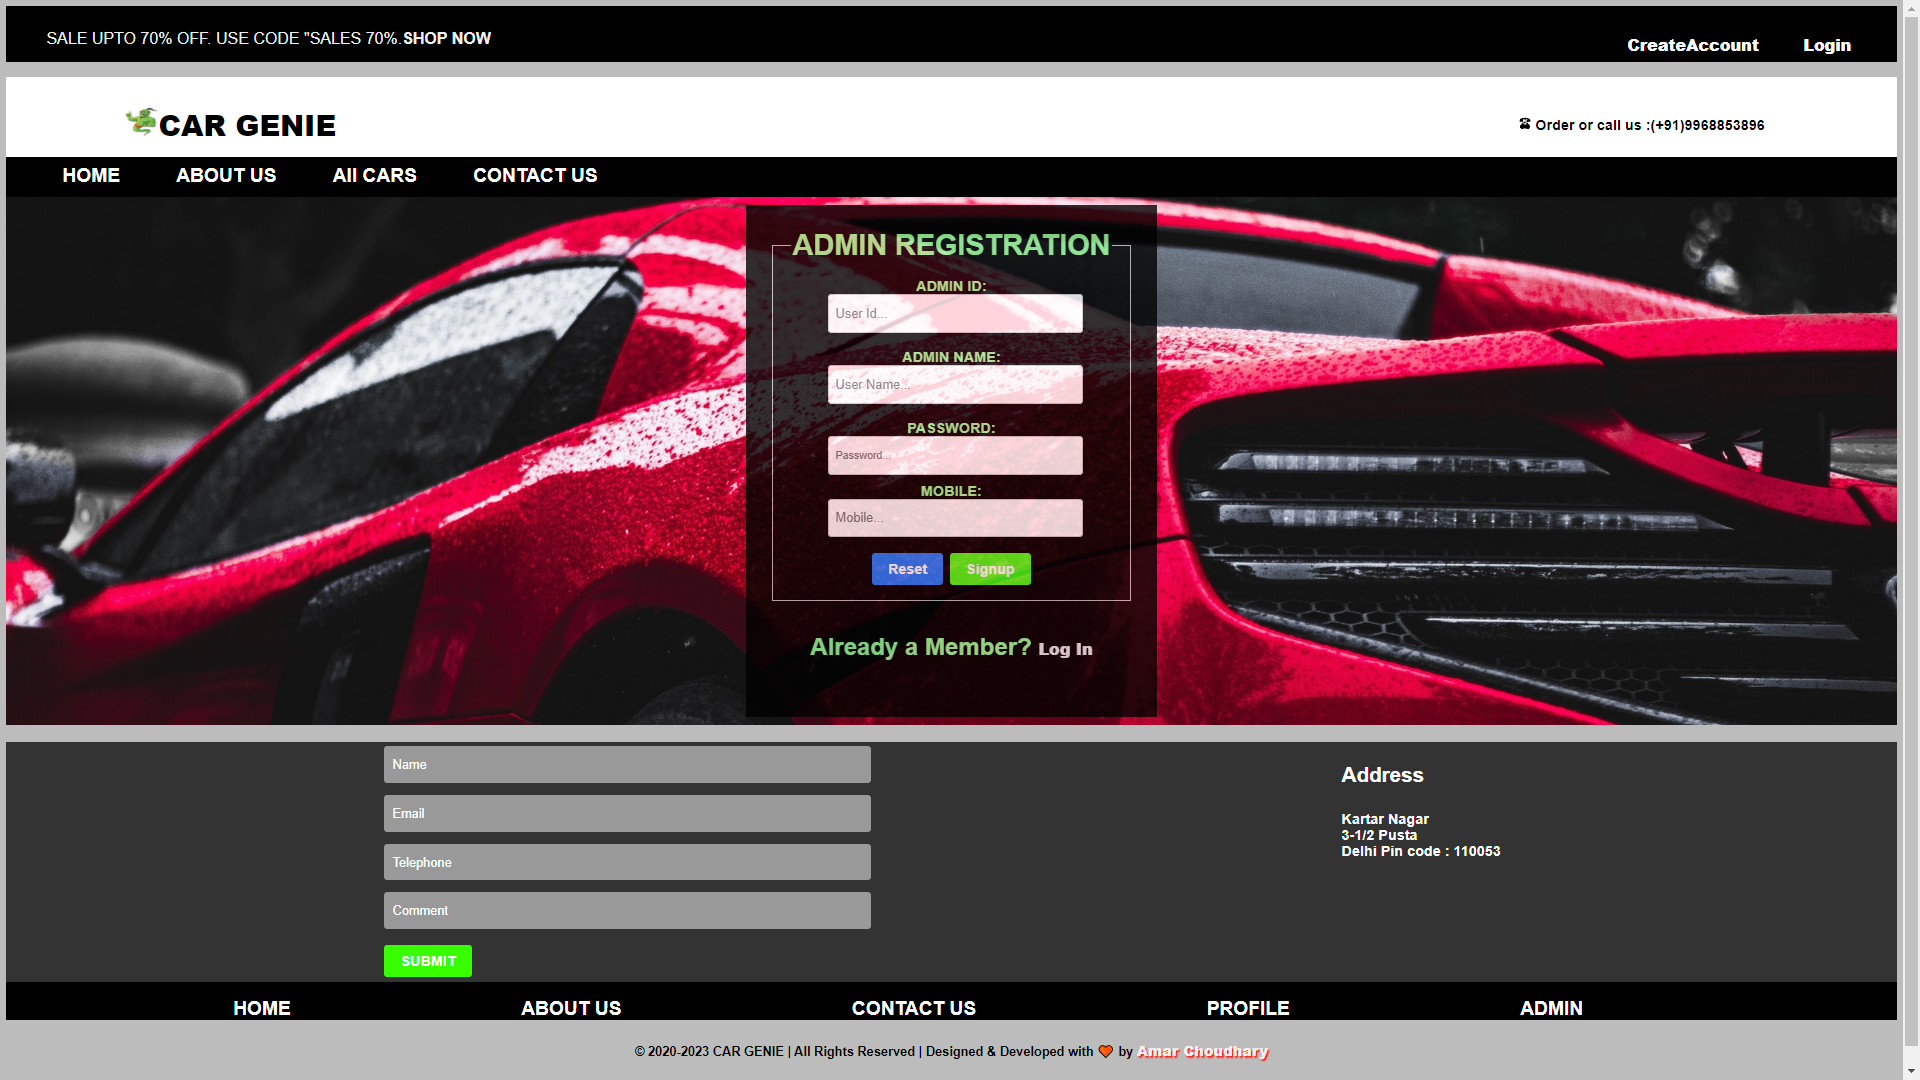 SALE UPTO 70% OFF. USE CODE "SALES 70%.SHOP NOW
CreateAccount
Login
CAR GENIE
Order or call us :(+91)9968853896
HOME
ABOUT US
All CARS
CONTACT US
ADMIN REGISTRATION
ADMIN ID:
User Id...
ADMIN NAME:
User Name...
PASSWORD:
Password...
MOBILE:
Mobile...
Reset
Signup
Already a Member? Log In
Name
Email
Telephone
Comment
SUBMIT
Address
Kartar Nagar
3-1/2 Pusta
Delhi Pin code : 110053
HOME
ABOUT US
CONTACT US
PROFILE
ADMIN
© 2020-2023 CAR GENIE | All Rights Reserved | Designed & Developed with 🧡 by Amar Choudhary